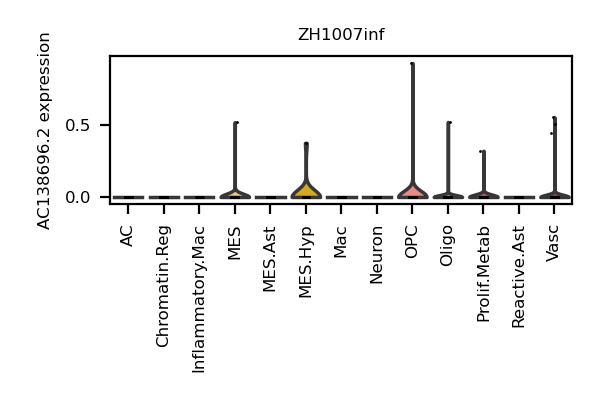 ZH1007inf
AC138696.2 expression
0.5
0.0
AC
Chromatin.Reg
Inflammatory.Mac
MES
MES.Ast
MES.Hyp
Mac
Neuron
OPC
Oligo
Prolif.Metab
Reactive.Ast
Vasc